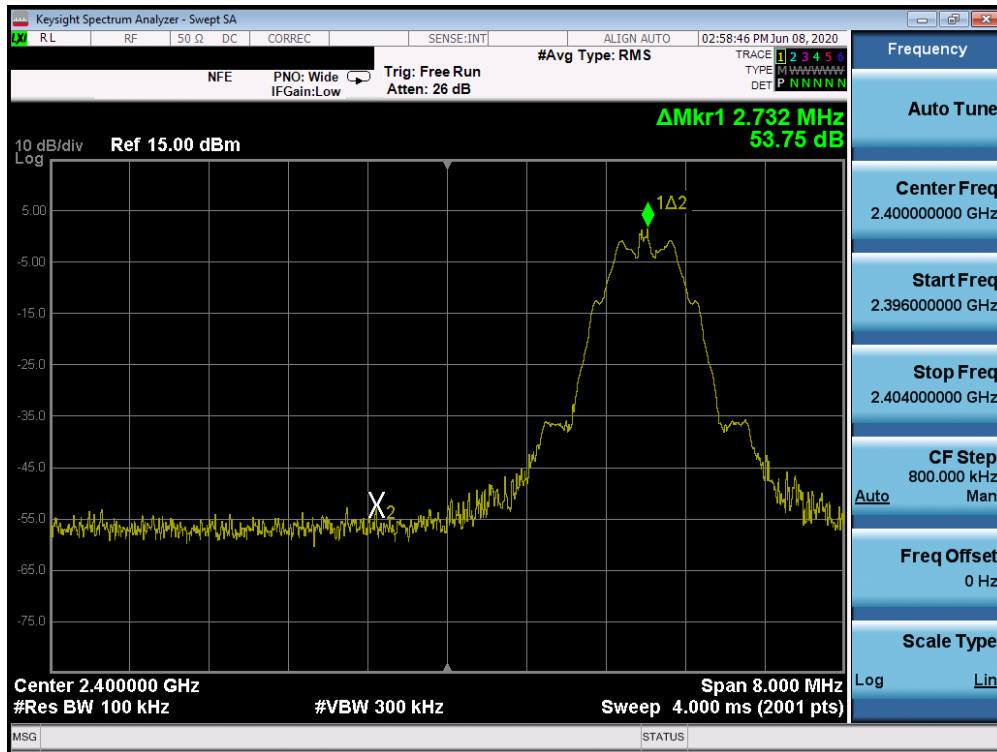 Keysight Spectrum Analyzer - Swept SA
LXI RL RF 50 Ω DC CORREC SENSE:INT ALIGN AUTO 02:58:46 PM Jun 08, 2020
NFE PNO: Wide IFGain:Low Trig: Free Run Atten: 26 dB #Avg Type: RMS
TRACE 1 2 3 4 5 6
TYPE M WWWWW
DET P N N N N N
ΔMkr1 2.732 MHz
53.75 dB
10 dB/div Ref 15.00 dBm
Log
1Δ2
5.00
-5.00
-15.0
-25.0
-35.0
-45.0
X2
-55.0
-65.0
-75.0
Center 2.400000 GHz Span 8.000 MHz
#Res BW 100 kHz #VBW 300 kHz Sweep 4.000 ms (2001 pts)
MSG STATUS
Frequency
Auto Tune
Center Freq
2.400000000 GHz
Start Freq
2.396000000 GHz
Stop Freq
2.404000000 GHz
CF Step
800.000 kHz
Auto Man
Freq Offset
0 Hz
Scale Type
Log Lin